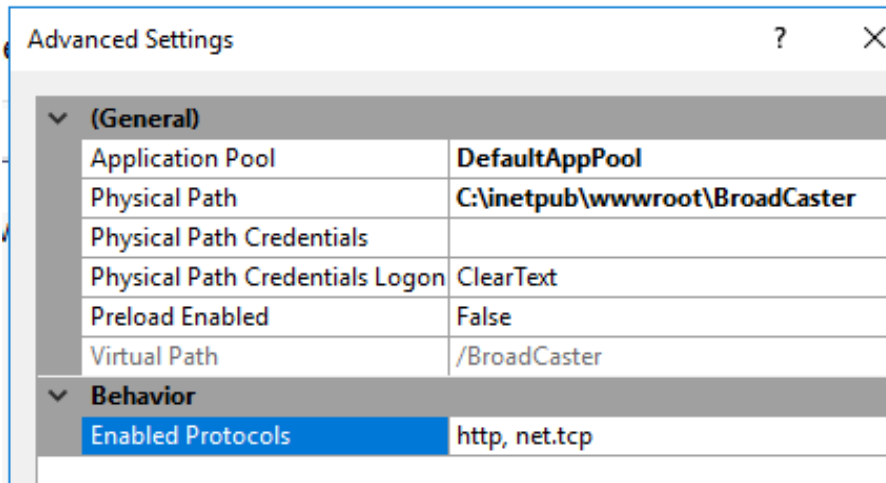 Advanced Settings ?
(General)
Application Pool DefaultAppPool
Physical Path C:\inetpub\wwwroot\BroadCaster
Physical Path Credentials
Physical Path Credentials Logon ClearText
Preload Enabled False
Virtual Path /BroadCaster
Behavior
Enabled Protocols http, net.tcp